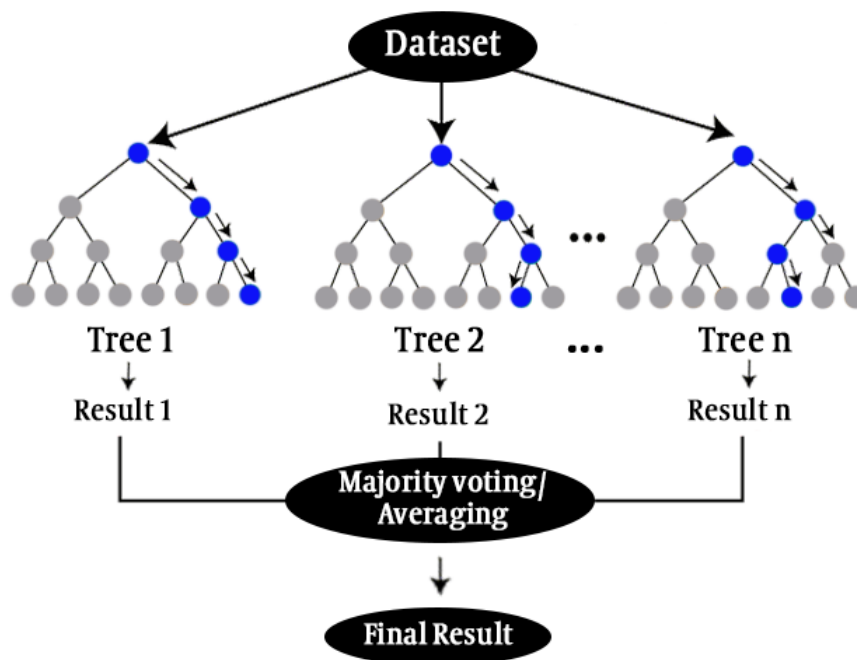 Dataset
...
Tree 1
Tree 2
...
Tree n
Result 1
Result 2
Result n
Majority voting/
Averaging
Final Result